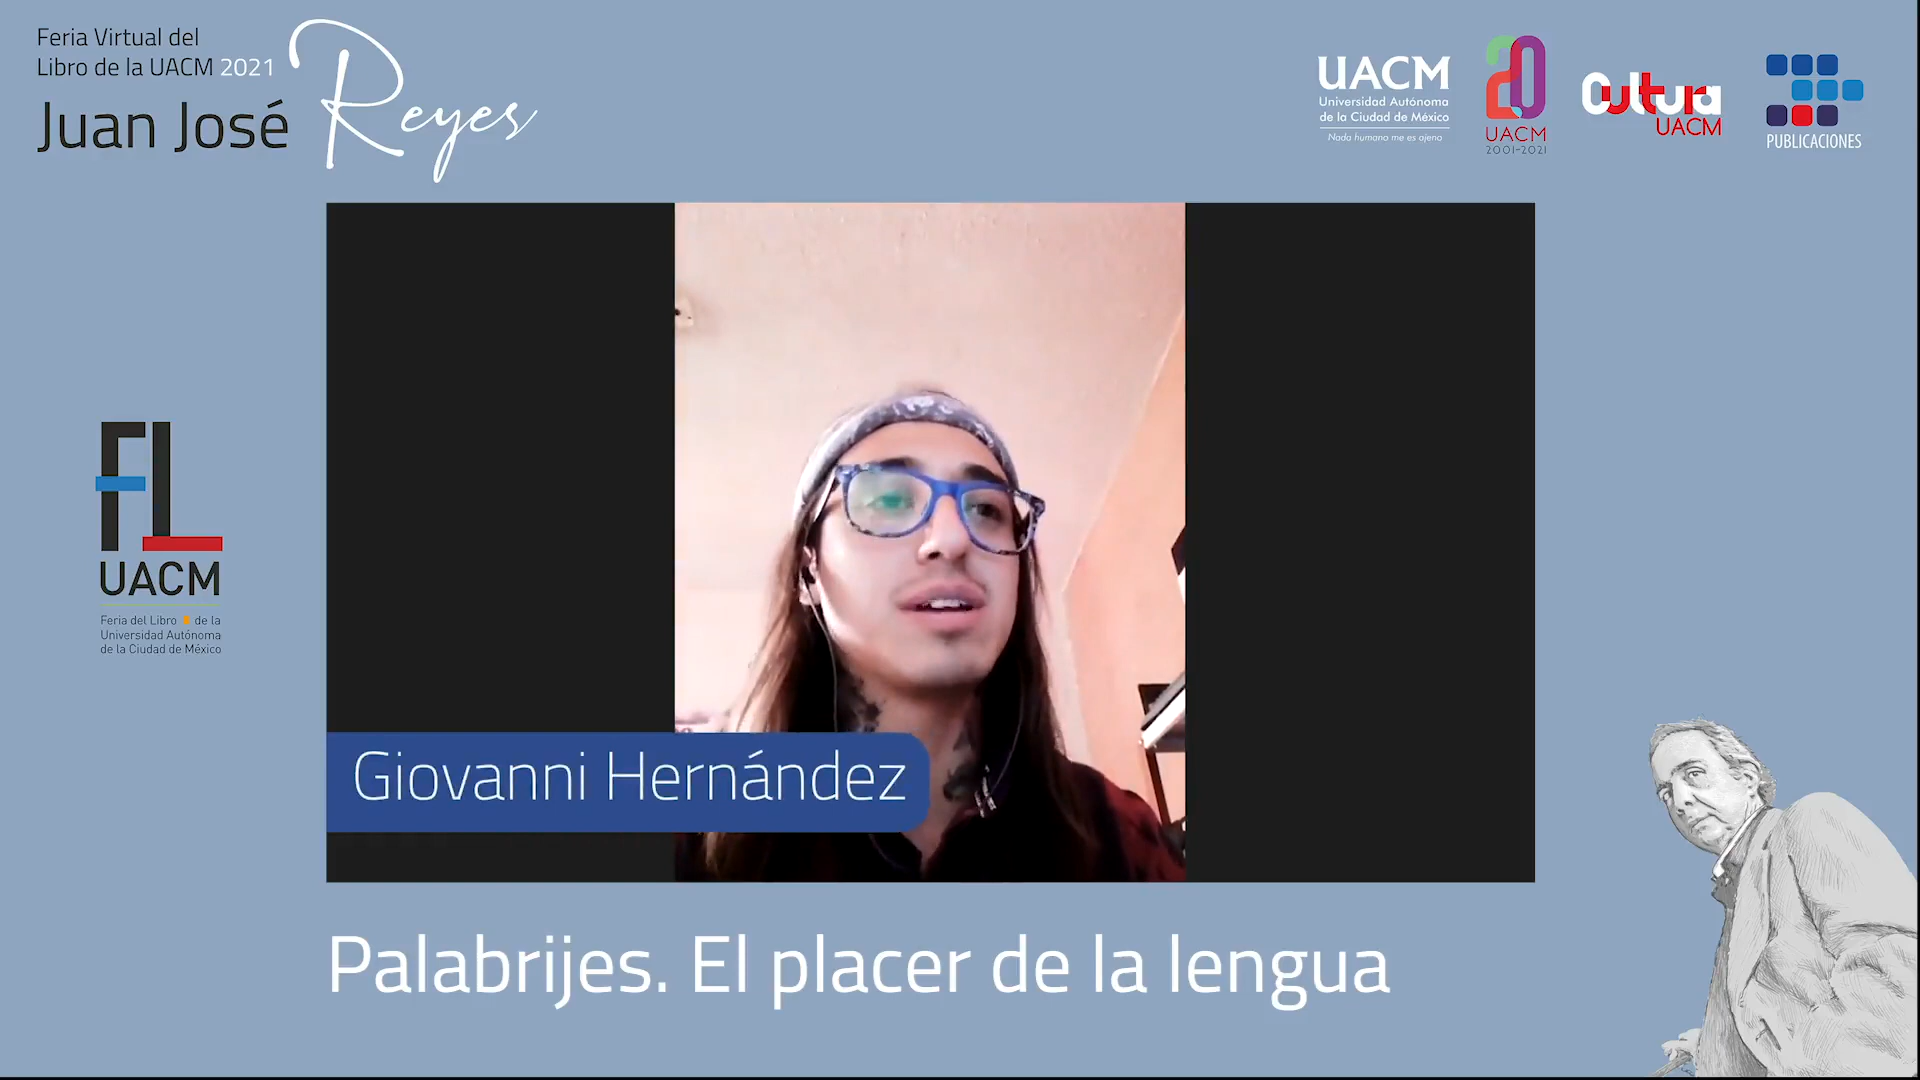 Feria Virtual del
Libro de la UACM 2021
Juan José Reyes
UACM
Universidad Autónoma
de la Ciudad de México
Nada humano me es ajeno
20
UACM
2001-2021
Cultura
UACM
PUBLICACIONES
FL
UACM
Feria del Libro de la
Universidad Autónoma
de la Ciudad de México
Giovanni Hernández
Palabrijes. El placer de la lengua